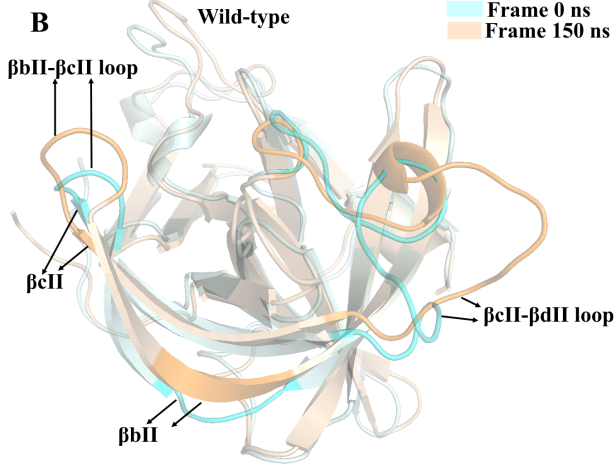 B
Wild-type
Frame 0 ns
Frame 150 ns
βbII-βcII loop
βcII
βcII-βdII loop
βbII